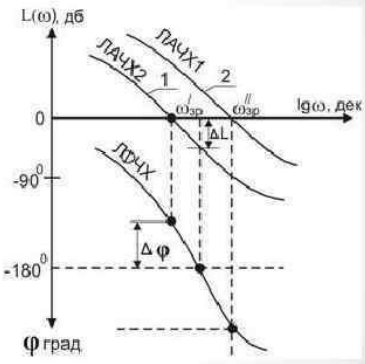 L(ω), дб
ЛАЧХ2
1
ЛАЧХ1
2
ω′зр
ω″зр
lgω, дек
0
ΔL
ЛФЧХ
-90⁰
Δφ
-180⁰
φ град